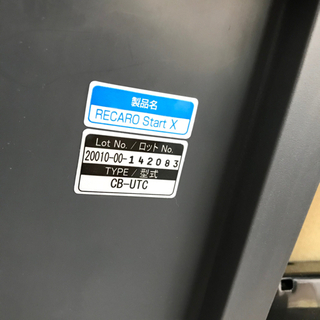 製品名
RECARO Start X
Lot No. / ロット No.
20010-00-142083
TYPE / 型式
CB-UTC